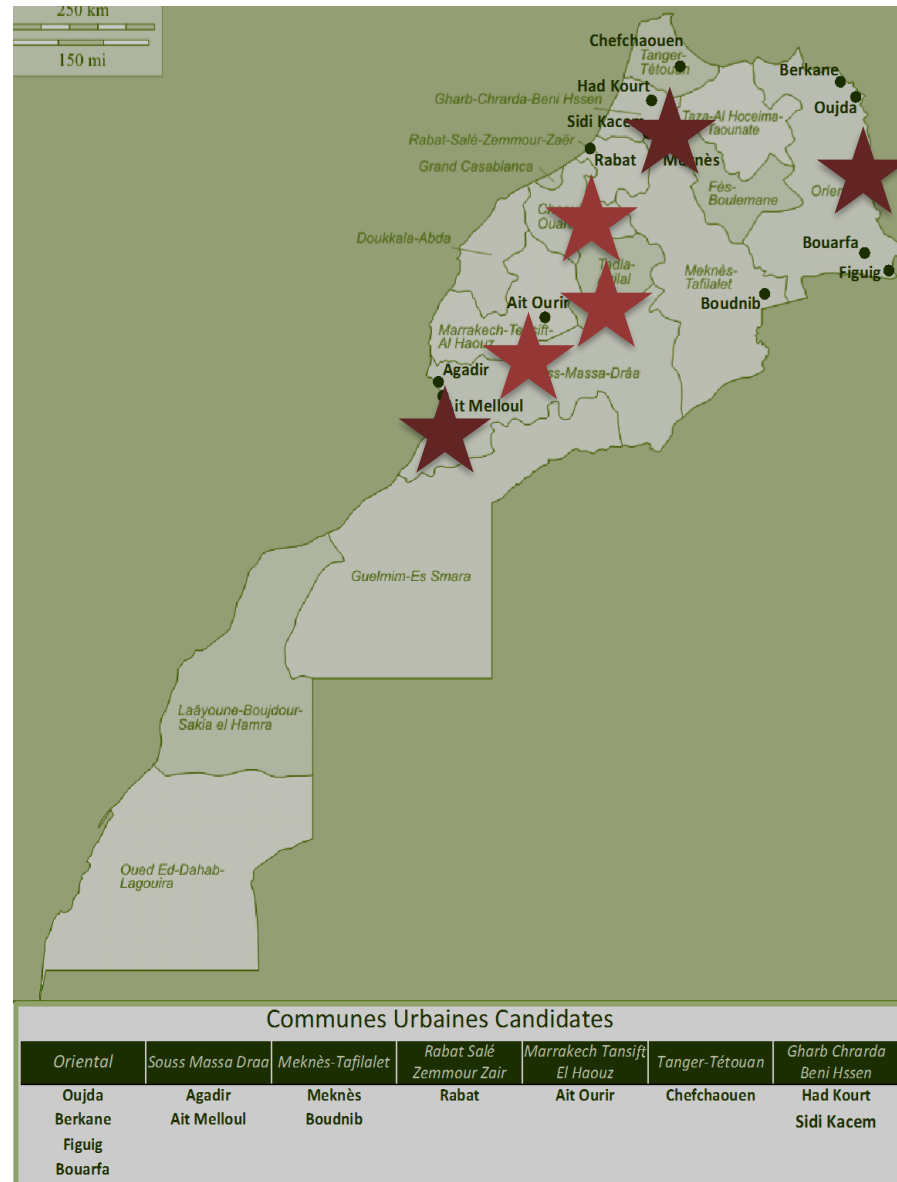 250 km
150 mi
Chefchaouen
Tanger-
Tétouan
Berkane
Had Kourt
Gharb-Chrarda-Beni Hssen
Oujda
Sidi Kacem
Taza-Al Hoceima-
Taounate
Rabat-Salé-Zemmour-Zaër
Rabat
Meknès
Grand Casablanca
Fès-
Boulemane
Doukkala-Abda
Bouarfa
Figuig
Meknès-
Tafilalet
Boudnib
Ait Ourir
Marrakech-Tensift-
Al Haouz
Agadir
Ait Melloul
Guelmim-Es Smara
Laâyoune-Boujdour-
Sakia el Hamra
Oued Ed-Dahab-
Lagouira
Communes Urbaines Candidates
Oriental Souss Massa Draa Meknès-Tafilalet Rabat Salé Zemmour Zair Marrakech Tansift El Haouz Tanger-Tétouan Gharb Chrarda Beni Hssen
Oujda Agadir Meknès Rabat Ait Ourir Chefchaouen Had Kourt
Berkane Ait Melloul Boudnib Sidi Kacem
Figuig
Bouarfa